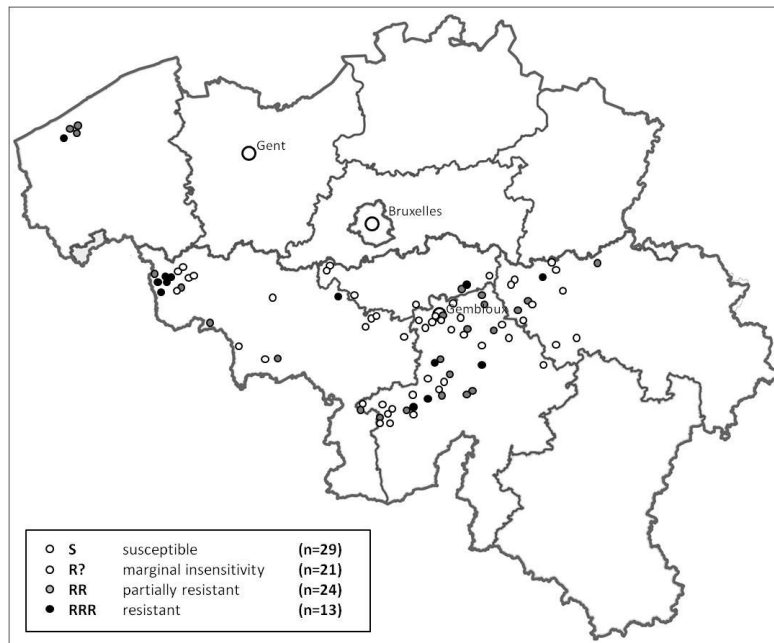 Gent
Bruxelles
Gembloux
S susceptible (n=29)
R? marginal insensitivity (n=21)
RR partially resistant (n=24)
RRR resistant (n=13)